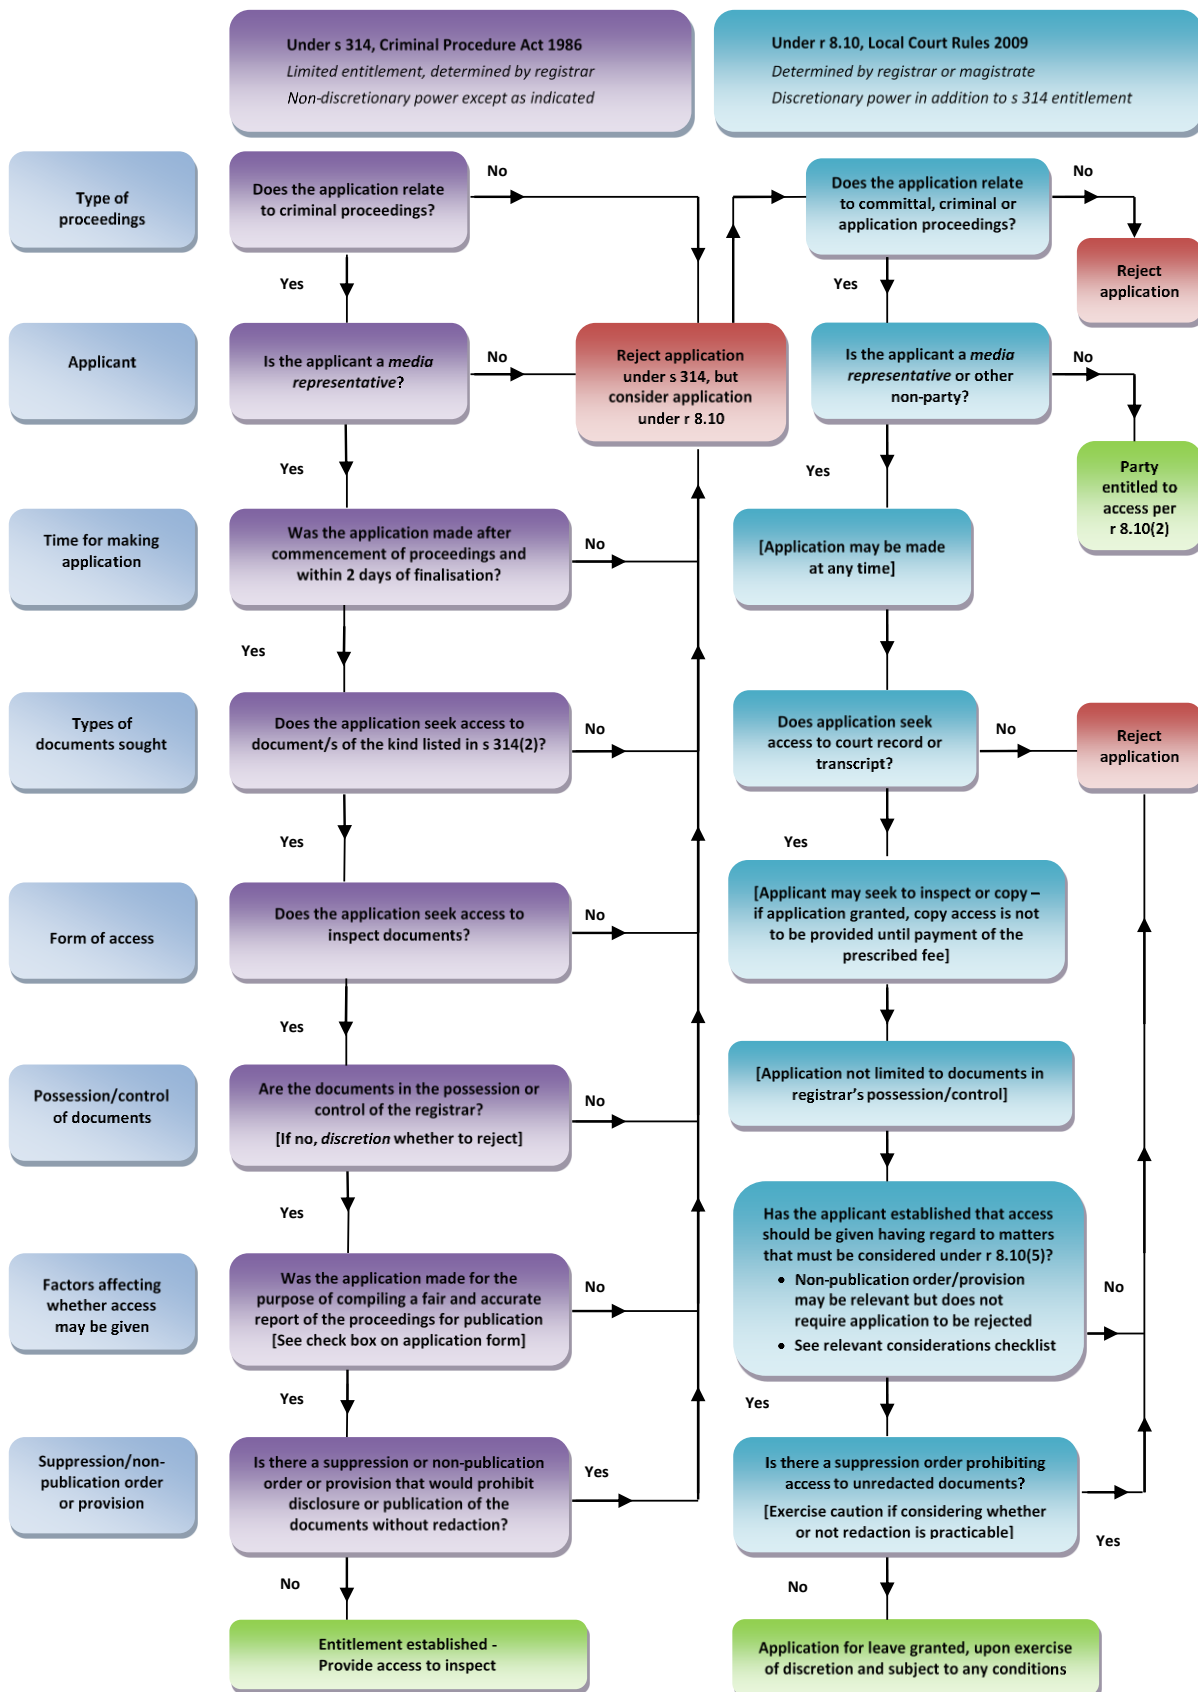 Under s 314, Criminal Procedure Act 1986
Limited entitlement, determined by registrar
Non-discretionary power except as indicated
Under r 8.10, Local Court Rules 2009
Determined by registrar or magistrate
Discretionary power in addition to s 314 entitlement
Type of
proceedings
Does the application relate
to criminal proceedings?
No
Does the application relate
to committal, criminal or
application proceedings?
No
Reject
application
Yes
Yes
Applicant
Is the applicant a media
representative?
No
Reject application
under s 314, but
consider application
under r 8.10
Is the applicant a media
representative or other
non-party?
No
Party
entitled to
access per
r 8.10(2)
Yes
Yes
Time for making
application
Was the application made after
commencement of proceedings and
within 2 days of finalisation?
No
[Application may be made
at any time]
Yes
Types of
documents sought
Does the application seek access to
document/s of the kind listed in s 314(2)?
No
Does application seek
access to court record or
transcript?
No
Reject
application
Yes
Yes
Form of access
Does the application seek access to
inspect documents?
No
[Applicant may seek to inspect or copy –
if application granted, copy access is not
to be provided until payment of the
prescribed fee]
Yes
Possession/control
of documents
Are the documents in the possession or
control of the registrar?
[If no, discretion whether to reject]
No
[Application not limited to documents in
registrar's possession/control]
Yes
Factors affecting
whether access
may be given
Was the application made for the
purpose of compiling a fair and accurate
report of the proceedings for publication
[See check box on application form]
No
Has the applicant established that access
should be given having regard to matters
that must be considered under r 8.10(5)?
• Non-publication order/provision
may be relevant but does not
require application to be rejected
• See relevant considerations checklist
No
Yes
Yes
Suppression/non-
publication order
or provision
Is there a suppression or non-publication
order or provision that would prohibit
disclosure or publication of the
documents without redaction?
Yes
Is there a suppression order prohibiting
access to unredacted documents?
[Exercise caution if considering whether
or not redaction is practicable]
Yes
No
No
Entitlement established -
Provide access to inspect
Application for leave granted, upon exercise
of discretion and subject to any conditions